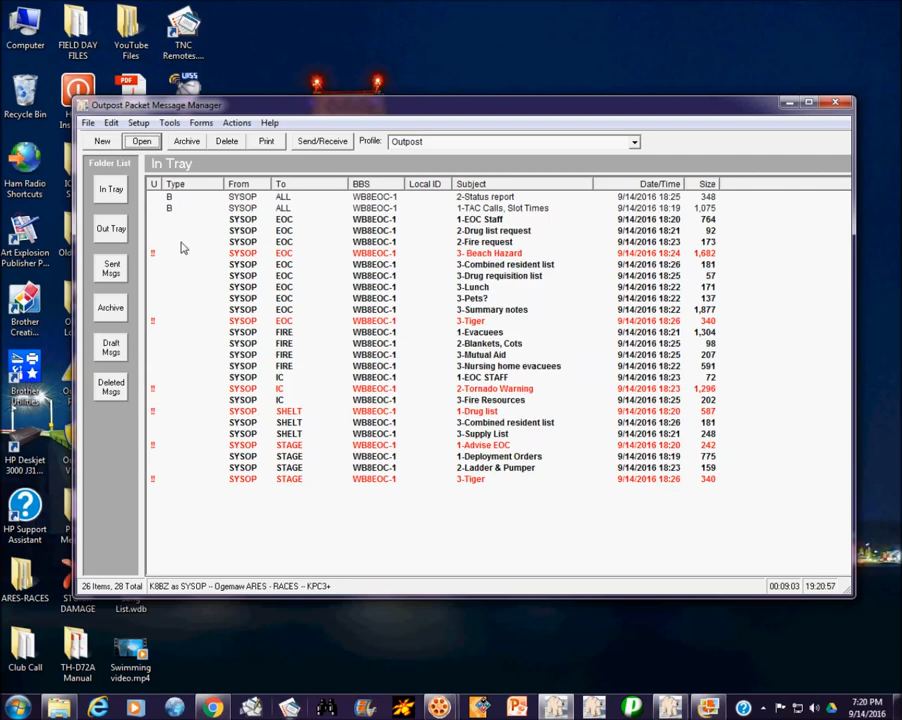 Computer
FIELD DAY
FILES
YouTube
Files
TNC
Remotes...
Outpost Packet Message Manager
Recycle Bin
PDF
File Edit Setup Tools Forms Actions Help
New Open Archive Delete Print Send/Receive Profile: Outpost
Folder List In Tray
U Type From To BBS Local ID Subject Date/Time Size
B SYSOP ALL WB8EOC-1 2-Status report 9/14/2016 18:25 348
B SYSOP ALL WB8EOC-1 1-TAC Calls, Slot Times 9/14/2016 18:19 1,075
SYSOP EOC WB8EOC-1 1-EOC Staff 9/14/2016 18:20 764
SYSOP EOC WB8EOC-1 2-Drug list request 9/14/2016 18:21 92
SYSOP EOC WB8EOC-1 2-Fire request 9/14/2016 18:23 173
!! SYSOP EOC WB8EOC-1 3- Beach Hazard 9/14/2016 18:24 1,682
SYSOP EOC WB8EOC-1 3-Combined resident list 9/14/2016 18:26 181
SYSOP EOC WB8EOC-1 3-Drug requisition list 9/14/2016 18:25 57
SYSOP EOC WB8EOC-1 3-Lunch 9/14/2016 18:22 171
SYSOP EOC WB8EOC-1 3-Pets? 9/14/2016 18:22 137
SYSOP EOC WB8EOC-1 3-Summary notes 9/14/2016 18:22 1,877
!! SYSOP EOC WB8EOC-1 3-Tiger 9/14/2016 18:26 340
SYSOP FIRE WB8EOC-1 1-Evacuees 9/14/2016 18:21 1,304
SYSOP FIRE WB8EOC-1 2-Blankets, Cots 9/14/2016 18:24 98
SYSOP FIRE WB8EOC-1 3-Mutual Aid 9/14/2016 18:25 207
SYSOP FIRE WB8EOC-1 3-Nursing home evacuees 9/14/2016 18:22 591
SYSOP IC WB8EOC-1 1-EOC STAFF 9/14/2016 18:23 72
!! SYSOP IC WB8EOC-1 2-Tornado Warning 9/14/2016 18:23 1,296
SYSOP IC WB8EOC-1 3-Fire Resources 9/14/2016 18:25 202
!! SYSOP SHELT WB8EOC-1 1-Drug list 9/14/2016 18:20 587
SYSOP SHELT WB8EOC-1 3-Combined resident list 9/14/2016 18:26 181
SYSOP SHELT WB8EOC-1 3-Supply List 9/14/2016 18:21 248
!! SYSOP STAGE WB8EOC-1 1-Advise EOC 9/14/2016 18:20 242
SYSOP STAGE WB8EOC-1 1-Deployment Orders 9/14/2016 18:19 775
SYSOP STAGE WB8EOC-1 2-Ladder & Pumper 9/14/2016 18:23 159
!! SYSOP STAGE WB8EOC-1 3-Tiger 9/14/2016 18:26 340
In Tray
Out Tray
Sent
Msgs
Archive
Draft
Msgs
Deleted
Msgs
Ham Radio
Shortcuts
Art Explosion
Publisher P...
Brother
Creati...
Brother
Utilities
HP Deskjet
3000 J31...
HP Support
Assistant
26 Items, 28 Total K8BZ as SYSOP -- Ogemaw ARES - RACES -- KPC3+ 00:09:03 19:20:57
ARES-RACES
DAMAGE
List.wdb
Club Call
TH-D72A
Manual
Swimming
video.mp4
7:20 PM
9/14/2016